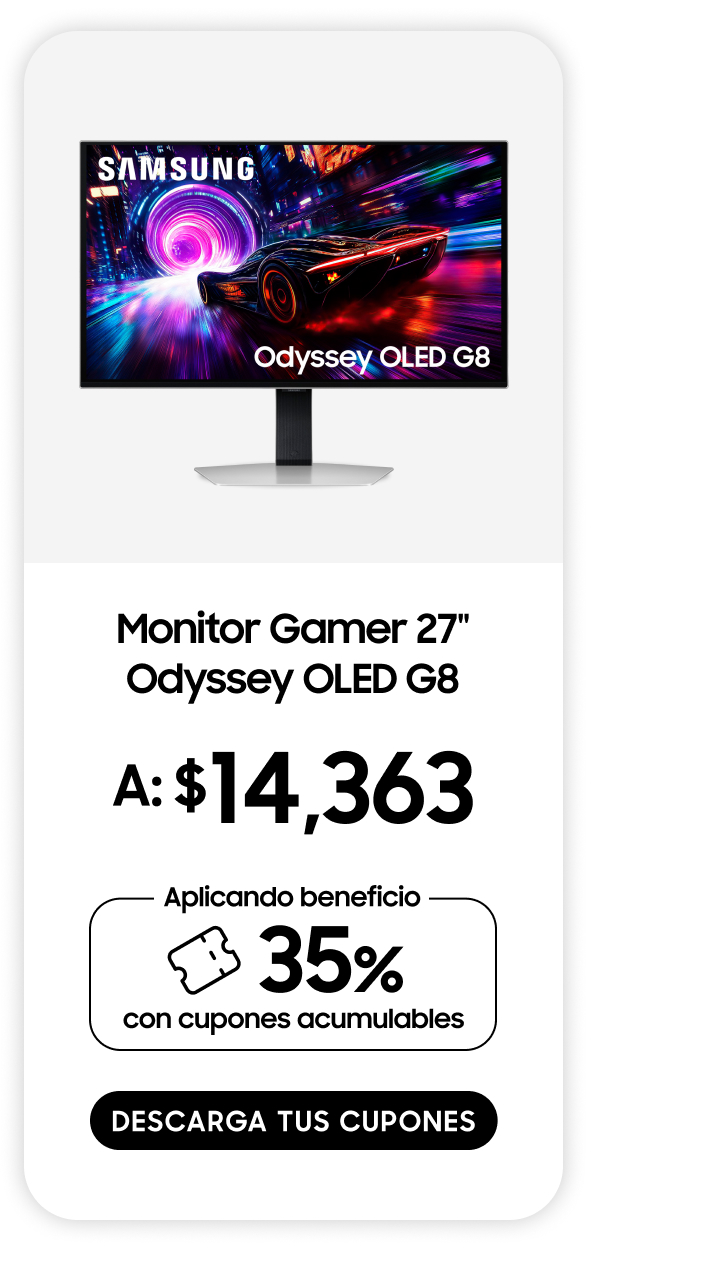 SAMSUNG
Odyssey OLED G8
Monitor Gamer 27"
Odyssey OLED G8
A: $14,363
Aplicando beneficio
35%
con cupones acumulables
DESCARGA TUS CUPONES